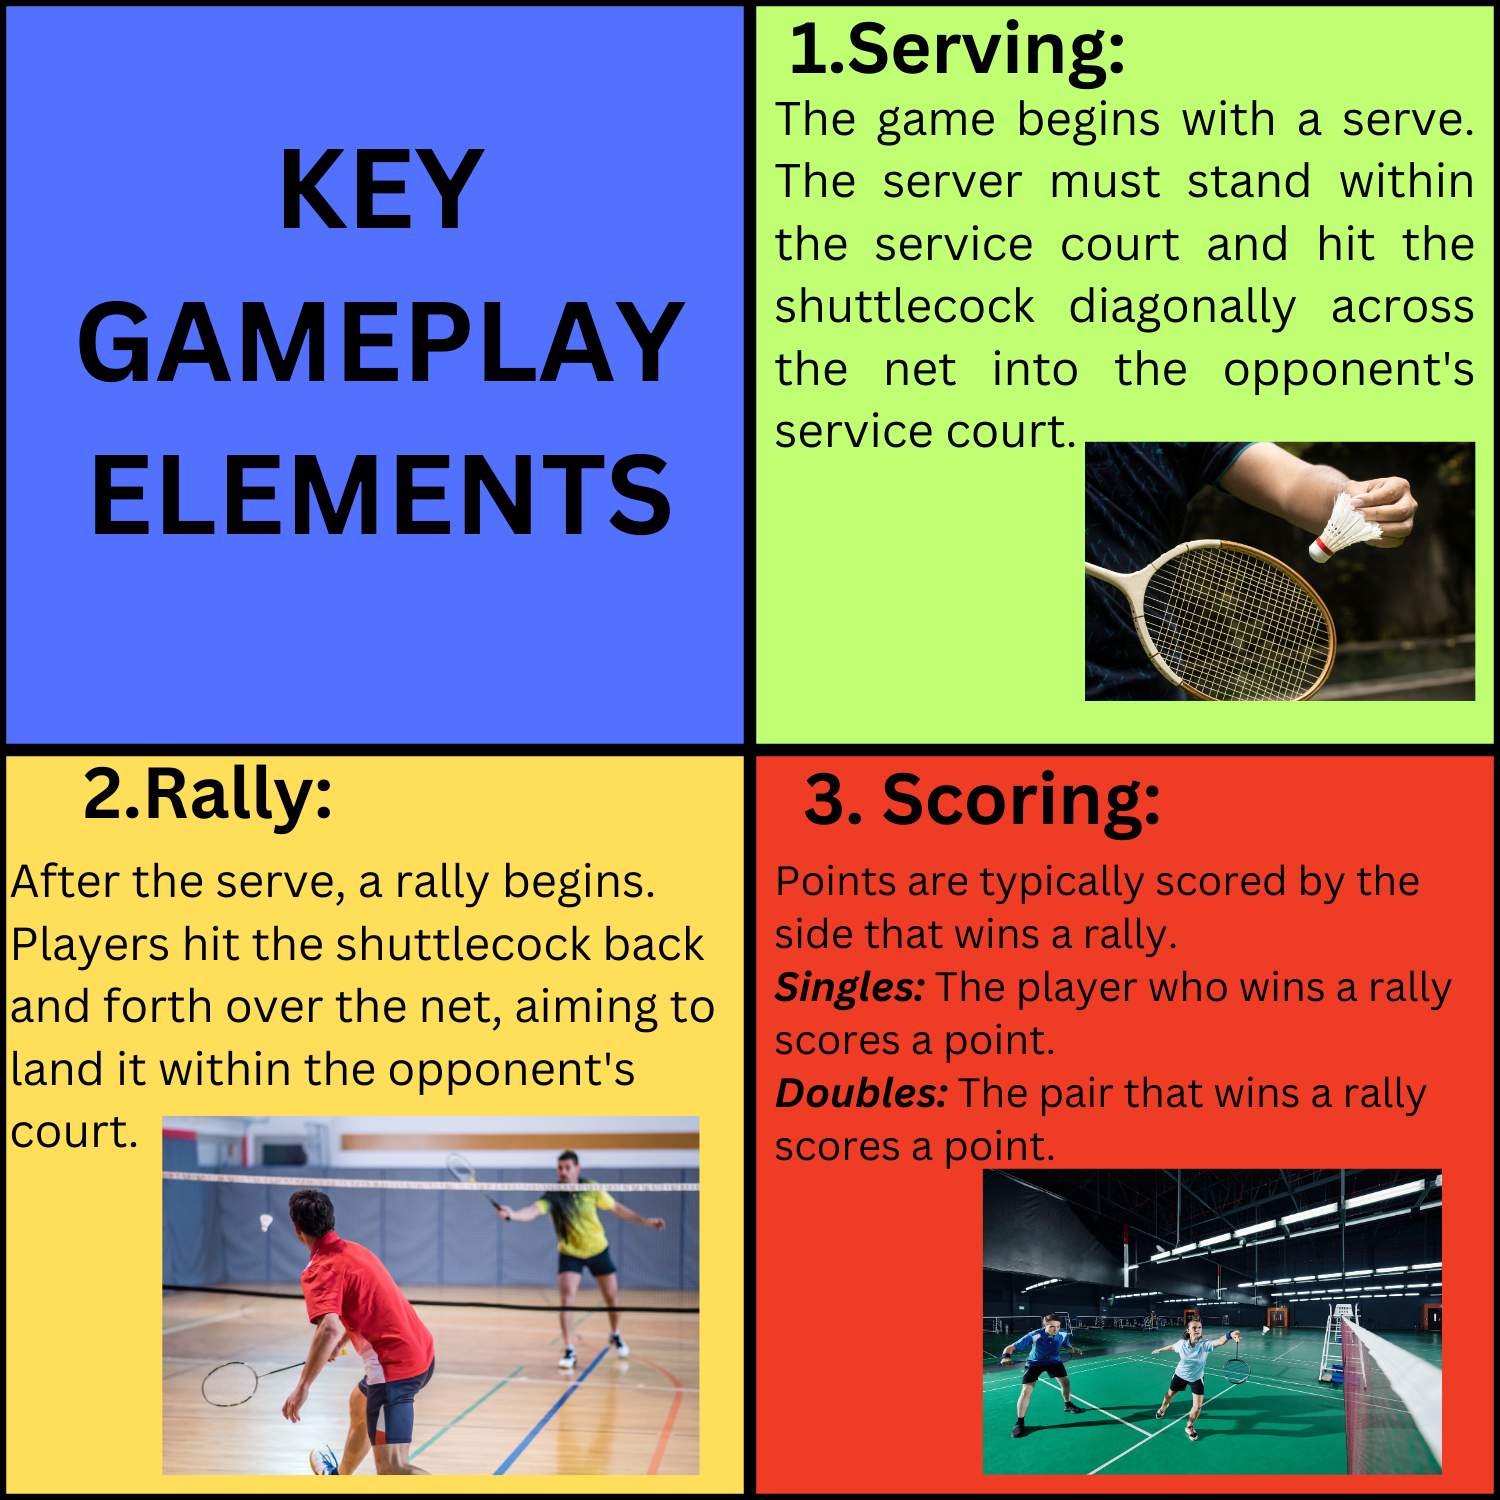 KEY
GAMEPLAY
ELEMENTS
1.Serving:
The game begins with a serve.
The server must stand within
the service court and hit the
shuttlecock diagonally across
the net into the opponent's
service court.
2.Rally:
After the serve, a rally begins.
Players hit the shuttlecock back
and forth over the net, aiming to
land it within the opponent's
court.
3. Scoring:
Points are typically scored by the
side that wins a rally.
Singles: The player who wins a rally
scores a point.
Doubles: The pair that wins a rally
scores a point.